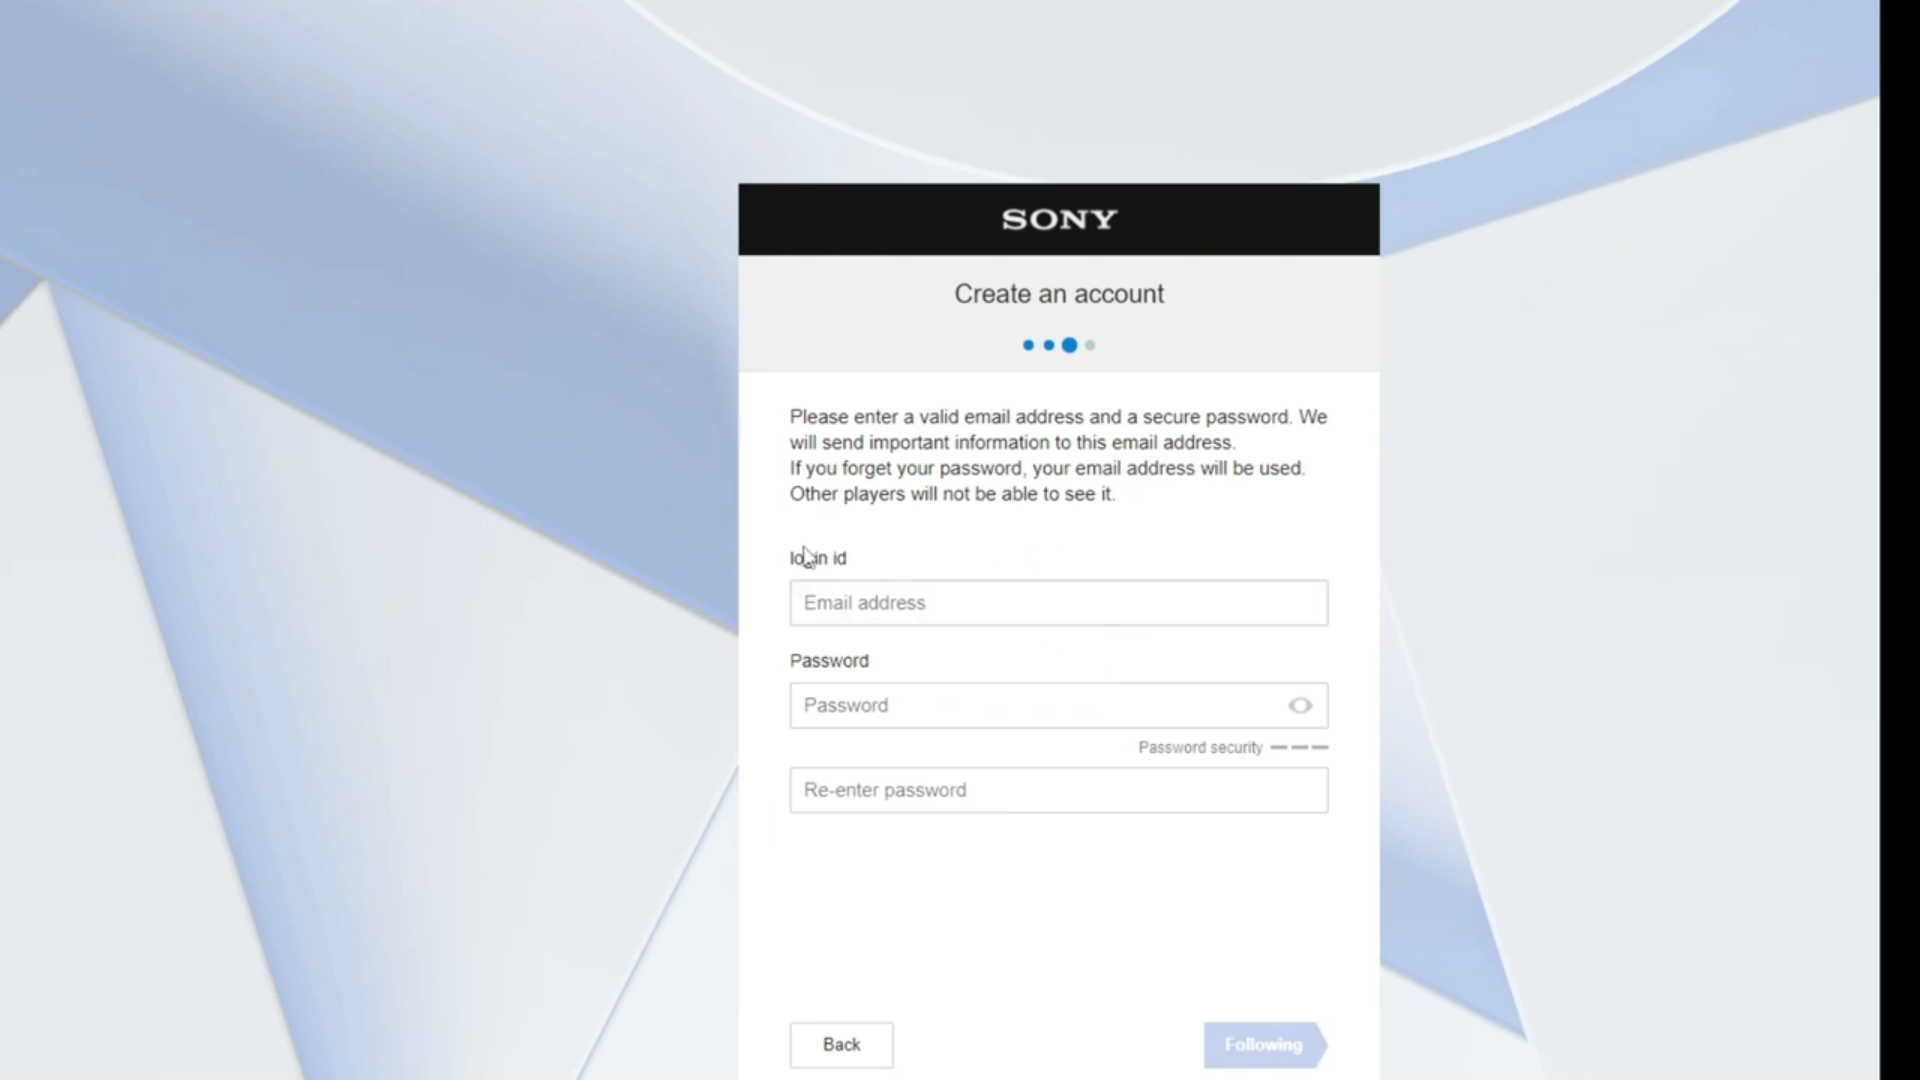 SONY
Create an account
Please enter a valid email address and a secure password. We
will send important information to this email address.
If you forget your password, your email address will be used.
Other players will not be able to see it.
login id
Email address
Password
Password
Password security
Re-enter password
Back
Following